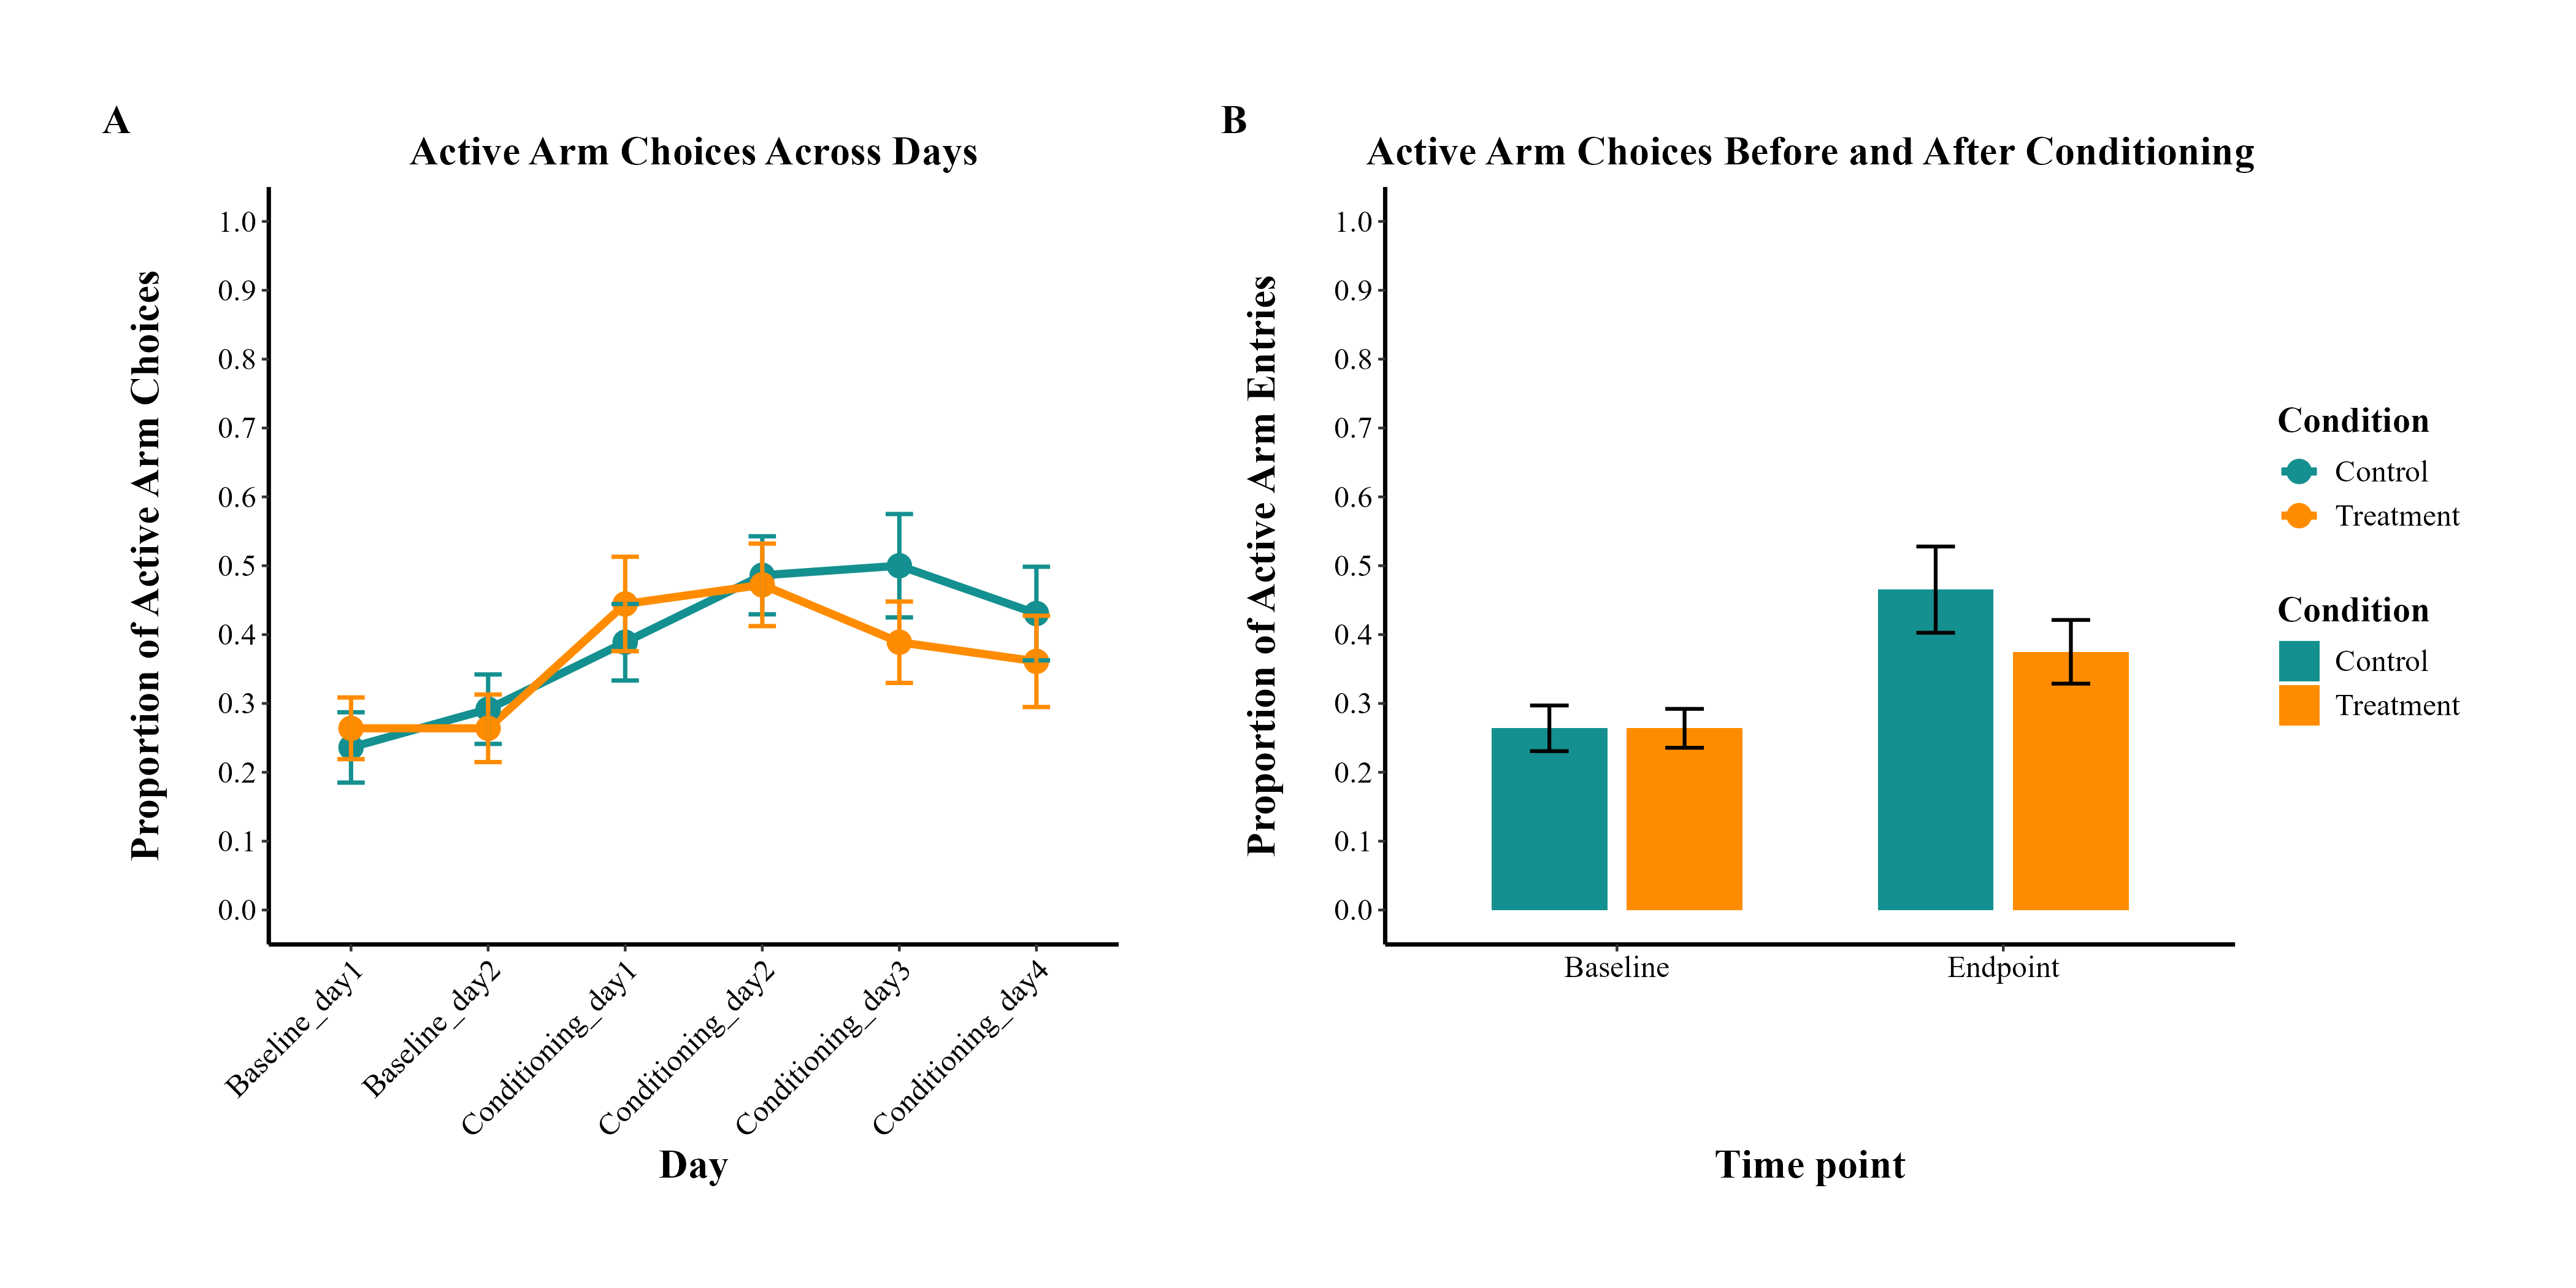 A
Active Arm Choices Across Days
Proportion of Active Arm Choices
1.0
0.9
0.8
0.7
0.6
0.5
0.4
0.3
0.2
0.1
0.0
Baseline_day1
Baseline_day2
Conditioning_day1
Conditioning_day2
Conditioning_day3
Conditioning_day4
Day
B
Active Arm Choices Before and After Conditioning
Proportion of Active Arm Entries
1.0
0.9
0.8
0.7
0.6
0.5
0.4
0.3
0.2
0.1
0.0
Baseline
Endpoint
Time point
Condition
Control
Treatment
Condition
Control
Treatment